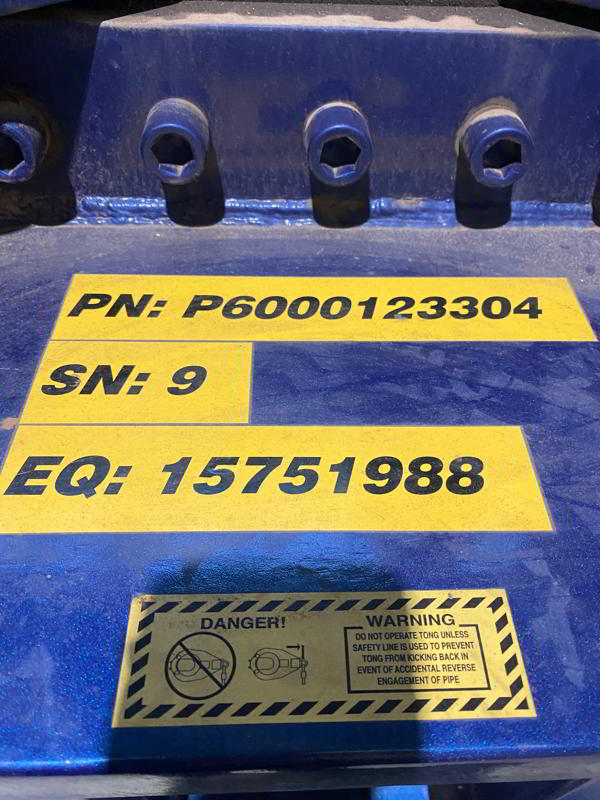 PN: P6000123304
SN: 9
EQ: 15751988
DANGER!
WARNING
DO NOT OPERATE TONG UNLESS
SAFETY LINE IS USED TO PREVENT
TONG FROM KICKING BACK IN
EVENT OF ACCIDENTAL REVERSE
ENGAGEMENT OF PIPE